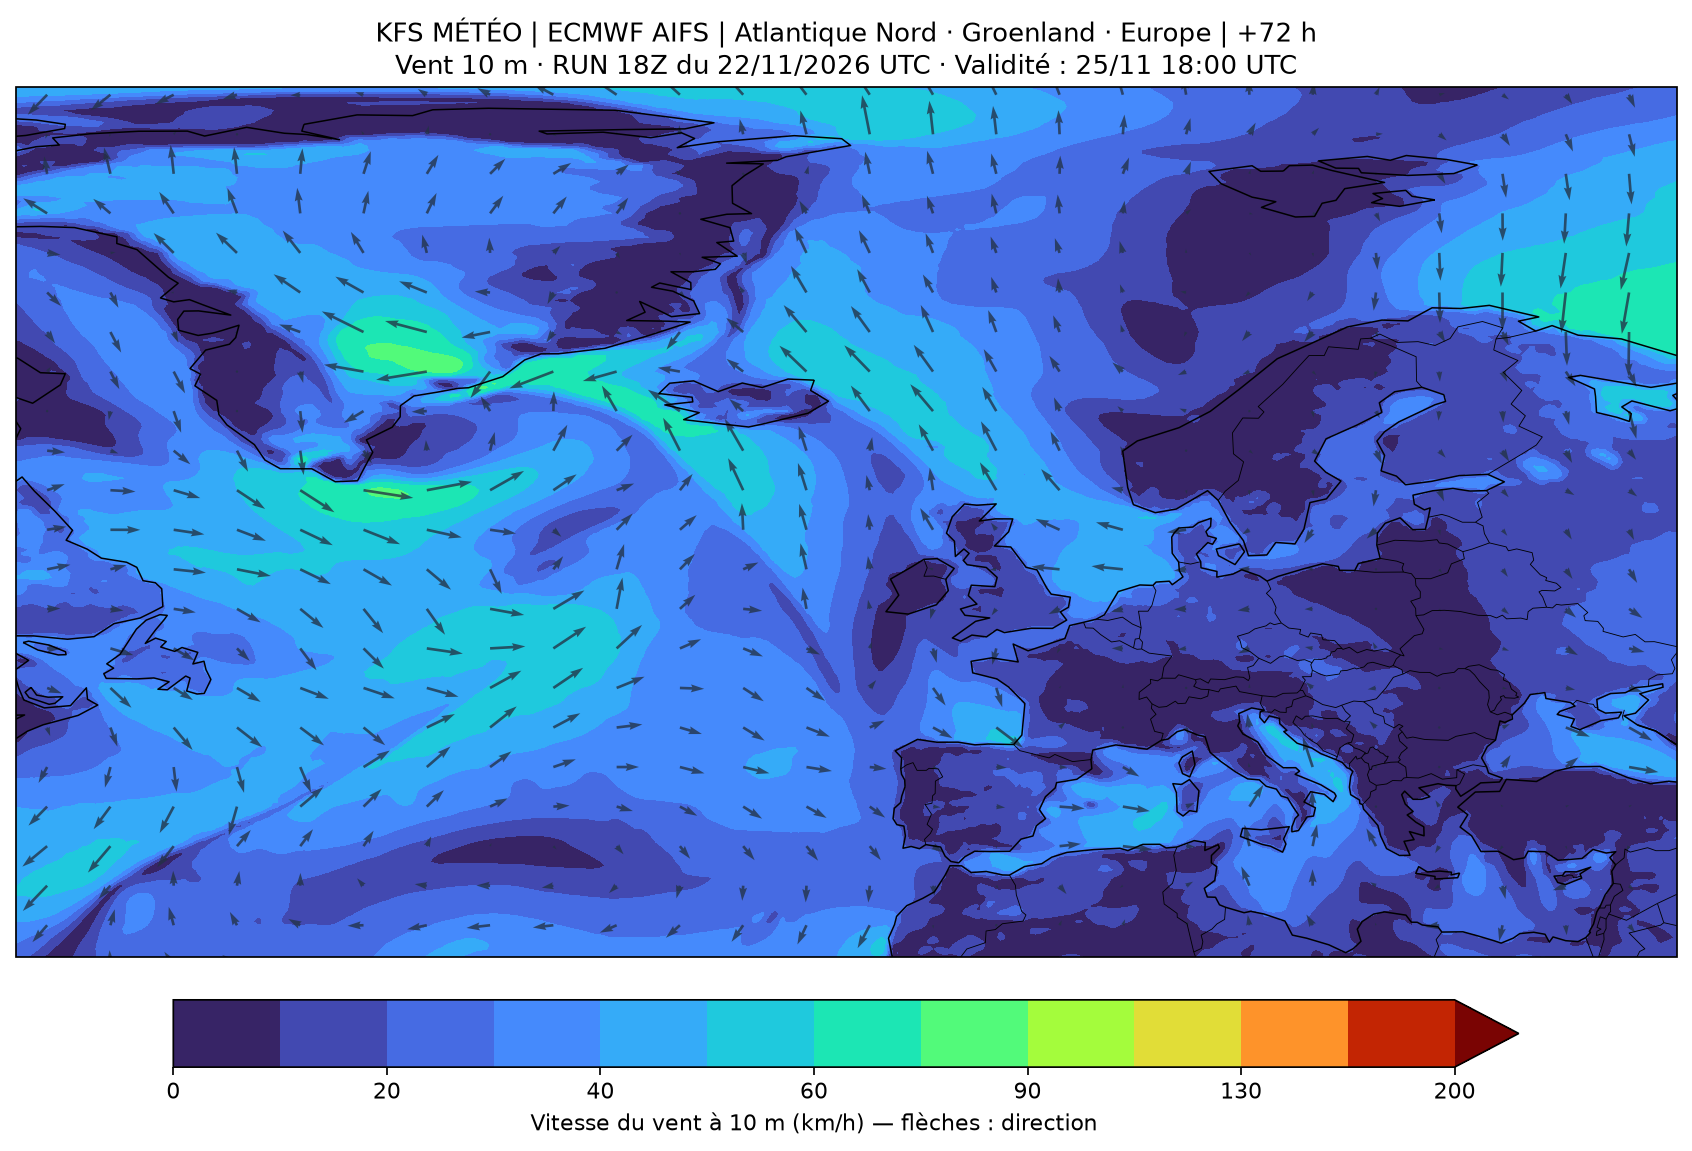 KFS MÉTÉO | ECMWF AIFS | Atlantique Nord · Groenland · Europe | +72 h
Vent 10 m · RUN 18Z du 22/11/2026 UTC · Validité : 25/11 18:00 UTC
0 20 40 60 90 130 200
Vitesse du vent à 10 m (km/h) — flèches : direction